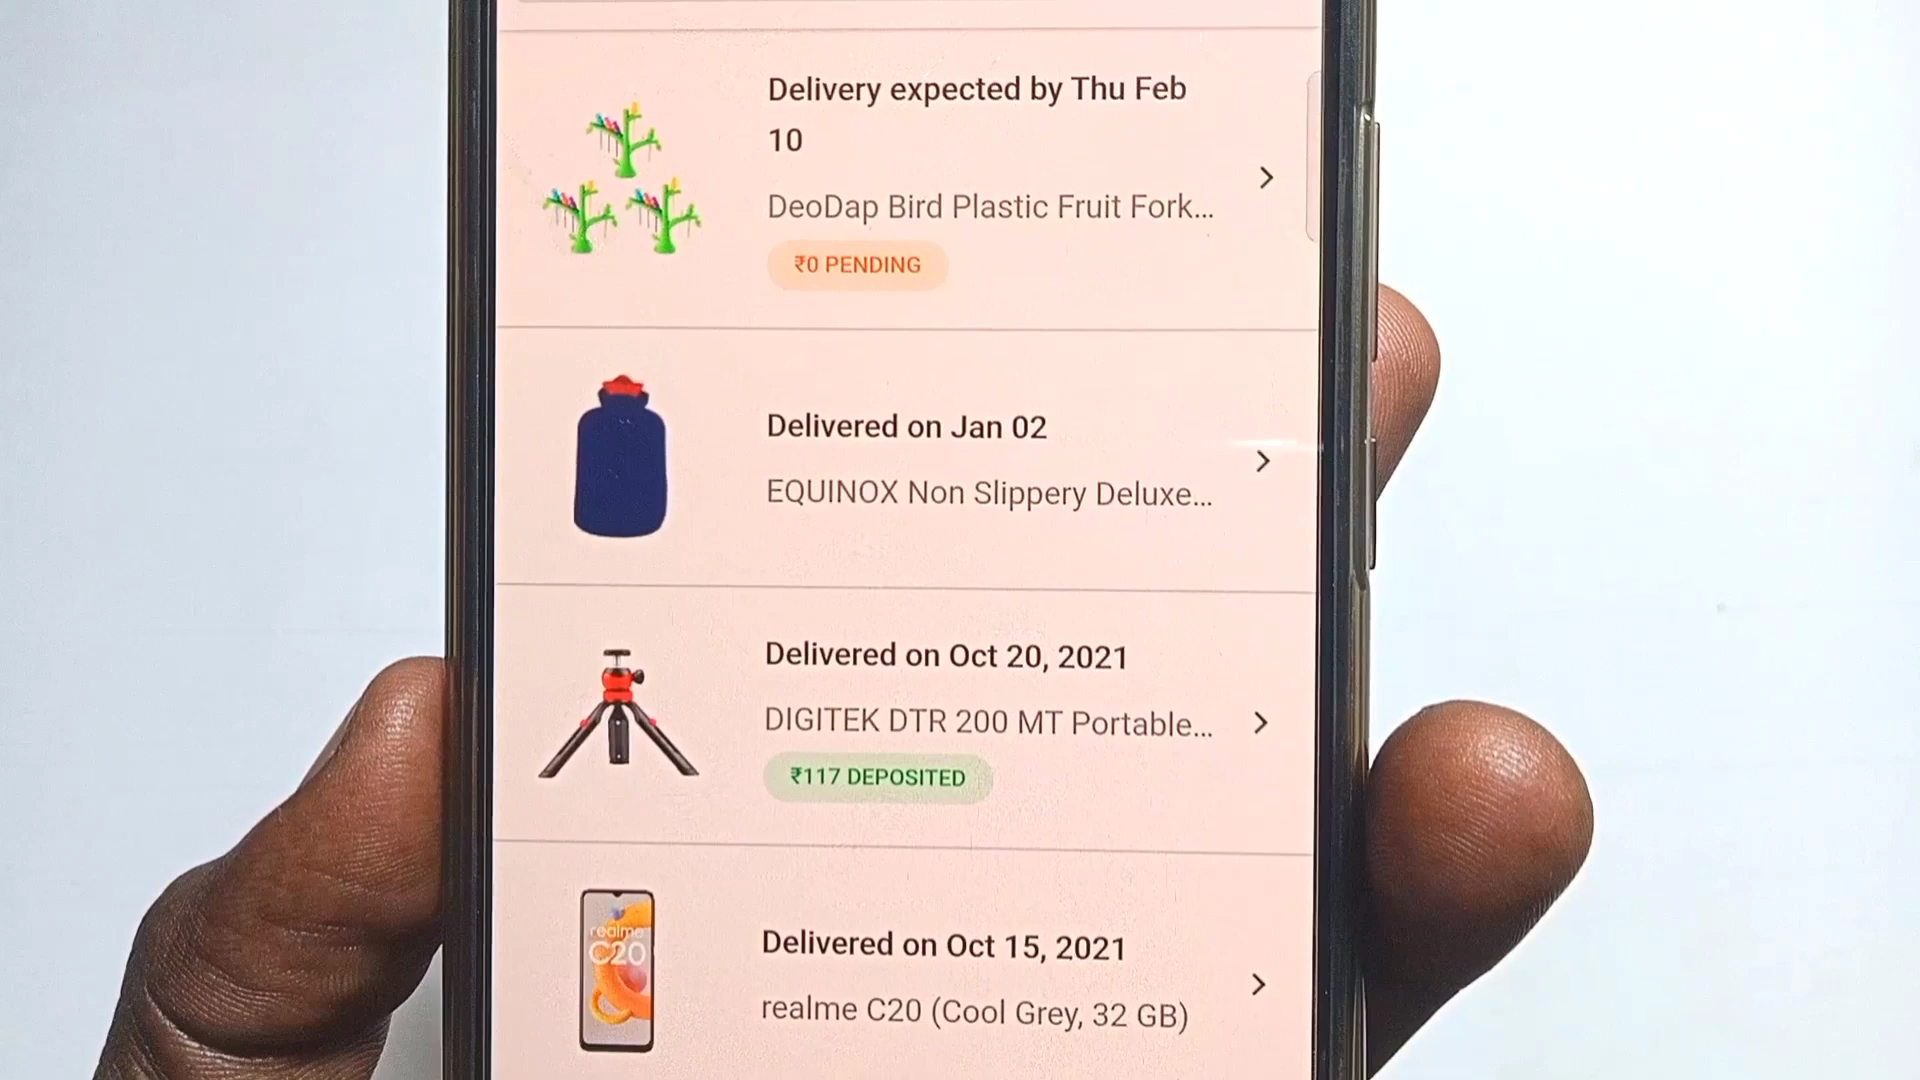 Delivery expected by Thu Feb
10
DeoDap Bird Plastic Fruit Fork...
₹0 PENDING
Delivered on Jan 02
EQUINOX Non Slippery Deluxe...
Delivered on Oct 20, 2021
DIGITEK DTR 200 MT Portable...
₹117 DEPOSITED
realme
C20
Delivered on Oct 15, 2021
realme C20 (Cool Grey, 32 GB)